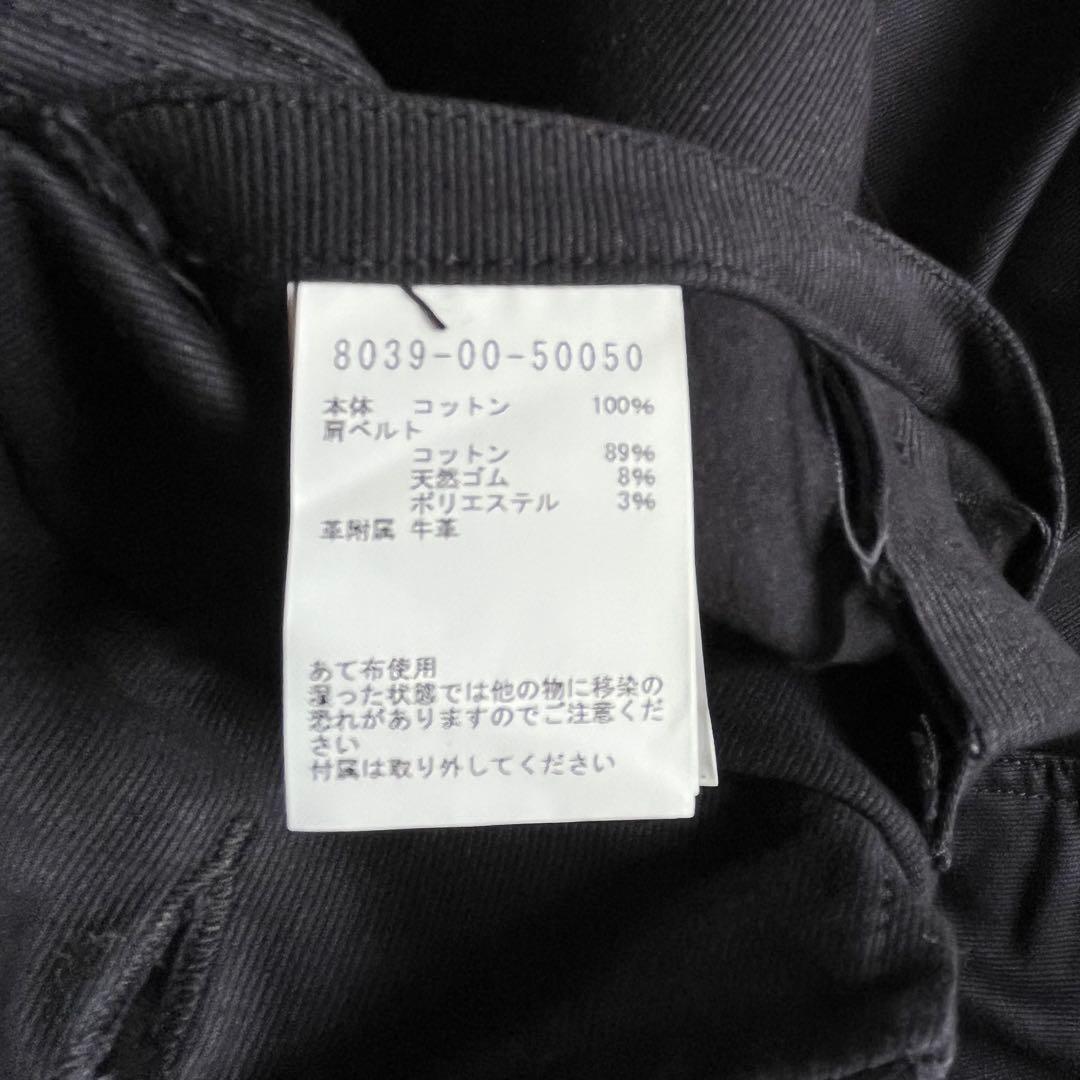 8039-00-50050
本体 コットン 100%
肩ベルト
コットン 89%
天然ゴム 8%
ポリエステル 3%
革附属 牛革
あて布使用
湿った状態では他の物に移染の
恐れがありますのでご注意くだ
さい
付属は取り外してください